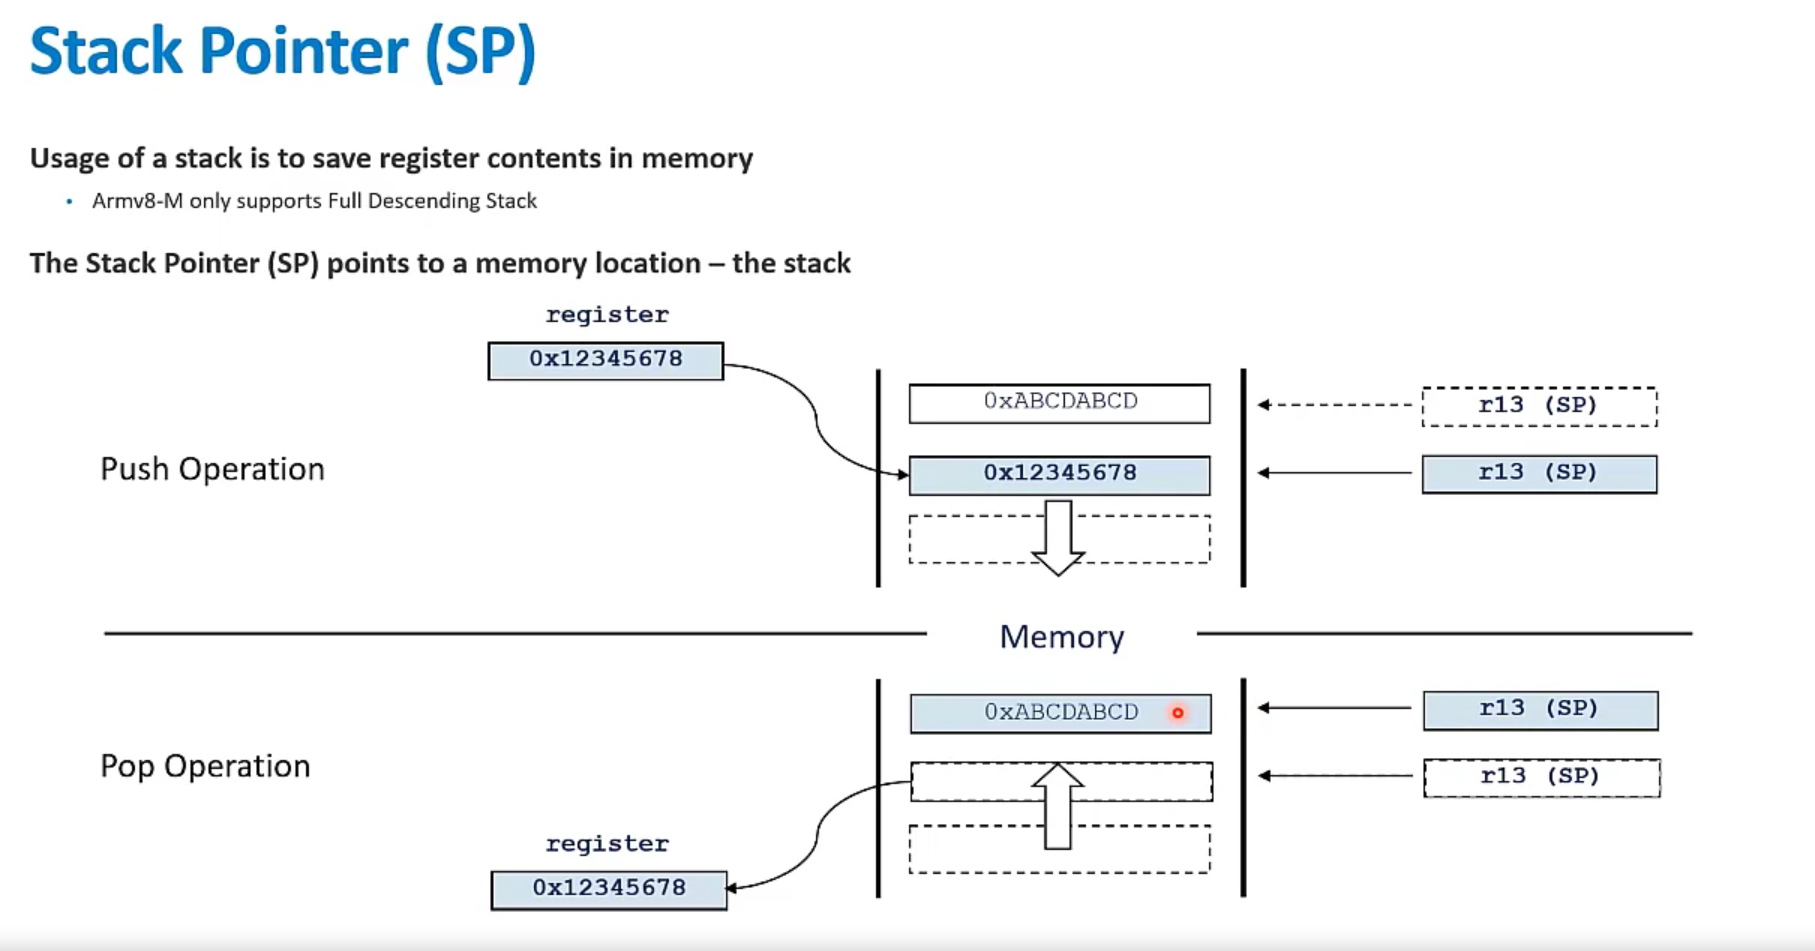 Stack Pointer (SP)
Usage of a stack is to save register contents in memory
• Armv8-M only supports Full Descending Stack
The Stack Pointer (SP) points to a memory location – the stack
register
0x12345678
0xABCDABCD
r13 (SP)
Push Operation
0x12345678
r13 (SP)
Memory
0xABCDABCD
r13 (SP)
Pop Operation
r13 (SP)
register
0x12345678